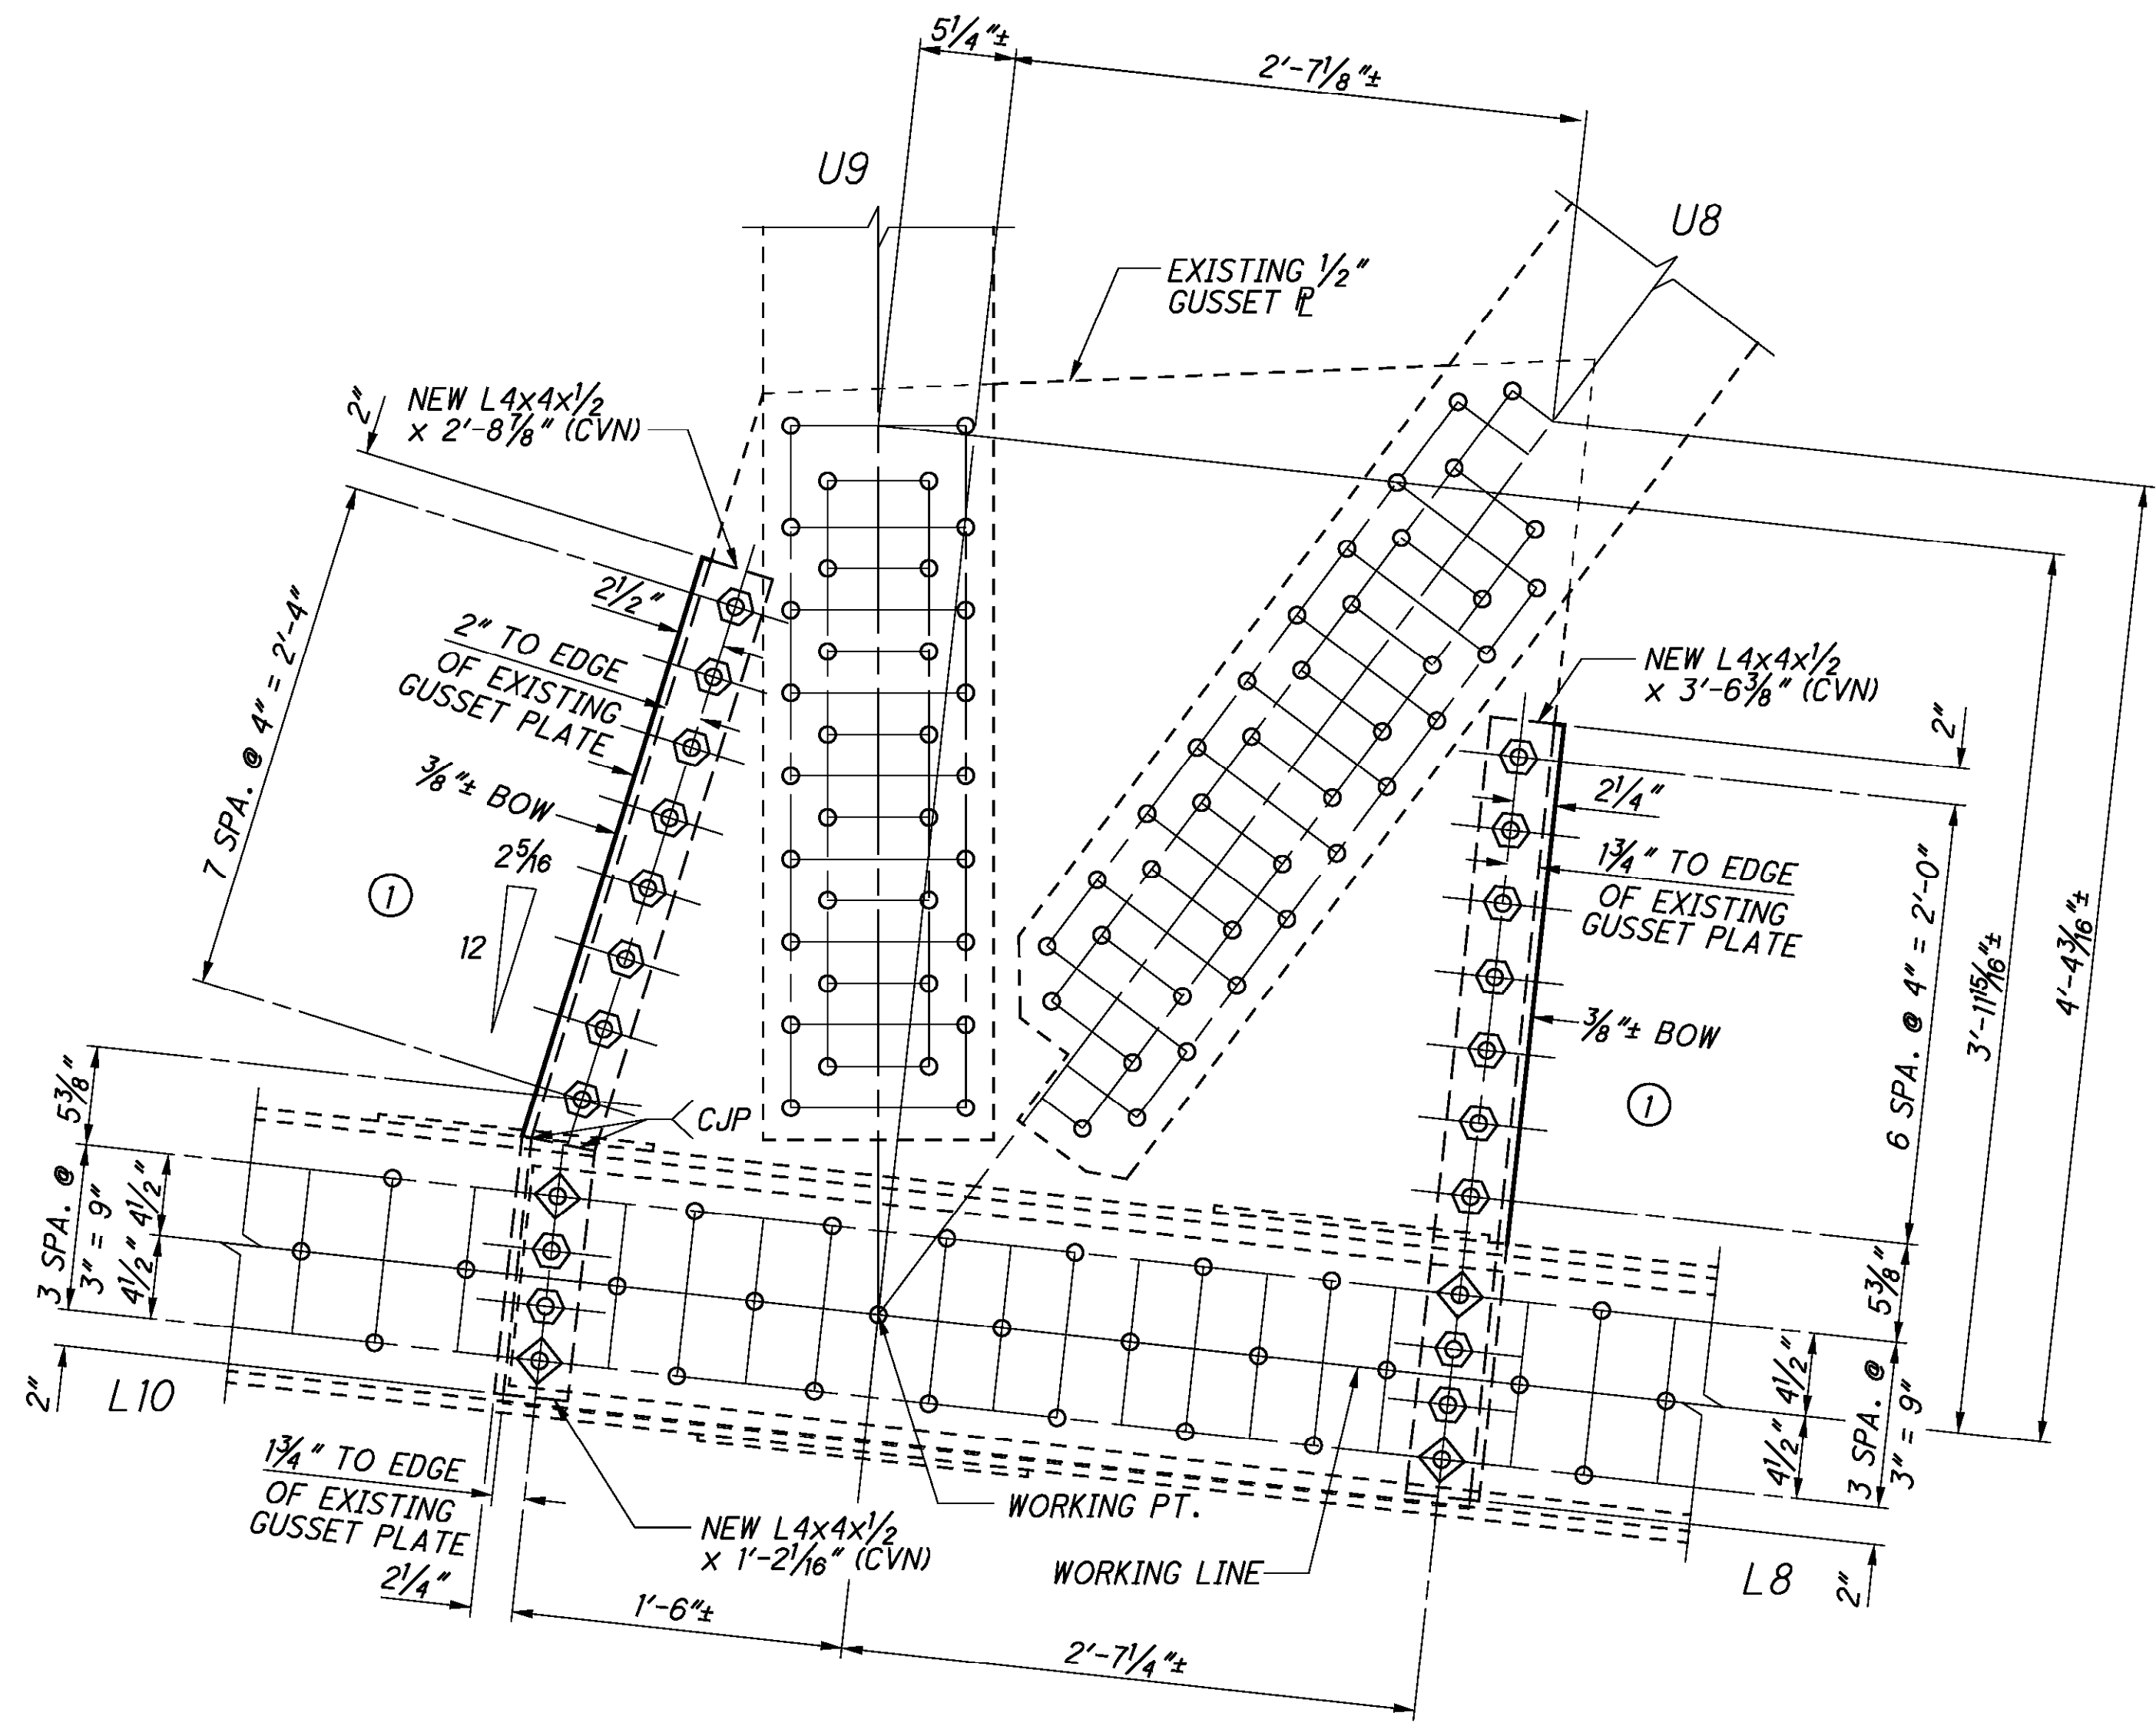 5 1/4"±
2'-7 1/8"±
U9
U8
EXISTING 1/2"
GUSSET ℄
2"
NEW L4x4x1/2
x 2'-8 7/8" (CVN)
2 1/2"
2" TO EDGE
OF EXISTING
GUSSET PLATE
3/8"± BOW
7 SPA. @ 4" = 2'-4"
2 5/16
12
1
NEW L4x4x1/2
x 3'-6 3/8" (CVN)
2"
2 1/4"
1 3/4" TO EDGE
OF EXISTING
GUSSET PLATE
3/8"± BOW
1
6 SPA. @ 4" = 2'-0"
3'-11 15/16"±
4'-4 3/16"±
5 3/8"
CJP
3 SPA. @
3" = 9"
4 1/2"
4 1/2"
2"
L10
5 3/8"
4 1/2"
4 1/2"
3 SPA. @
3" = 9"
2"
L8
1 3/4" TO EDGE
OF EXISTING
GUSSET PLATE
2 1/4"
NEW L4x4x1/2
x 1'-2 1/16" (CVN)
WORKING PT.
WORKING LINE
1'-6"±
2'-7 1/4"±